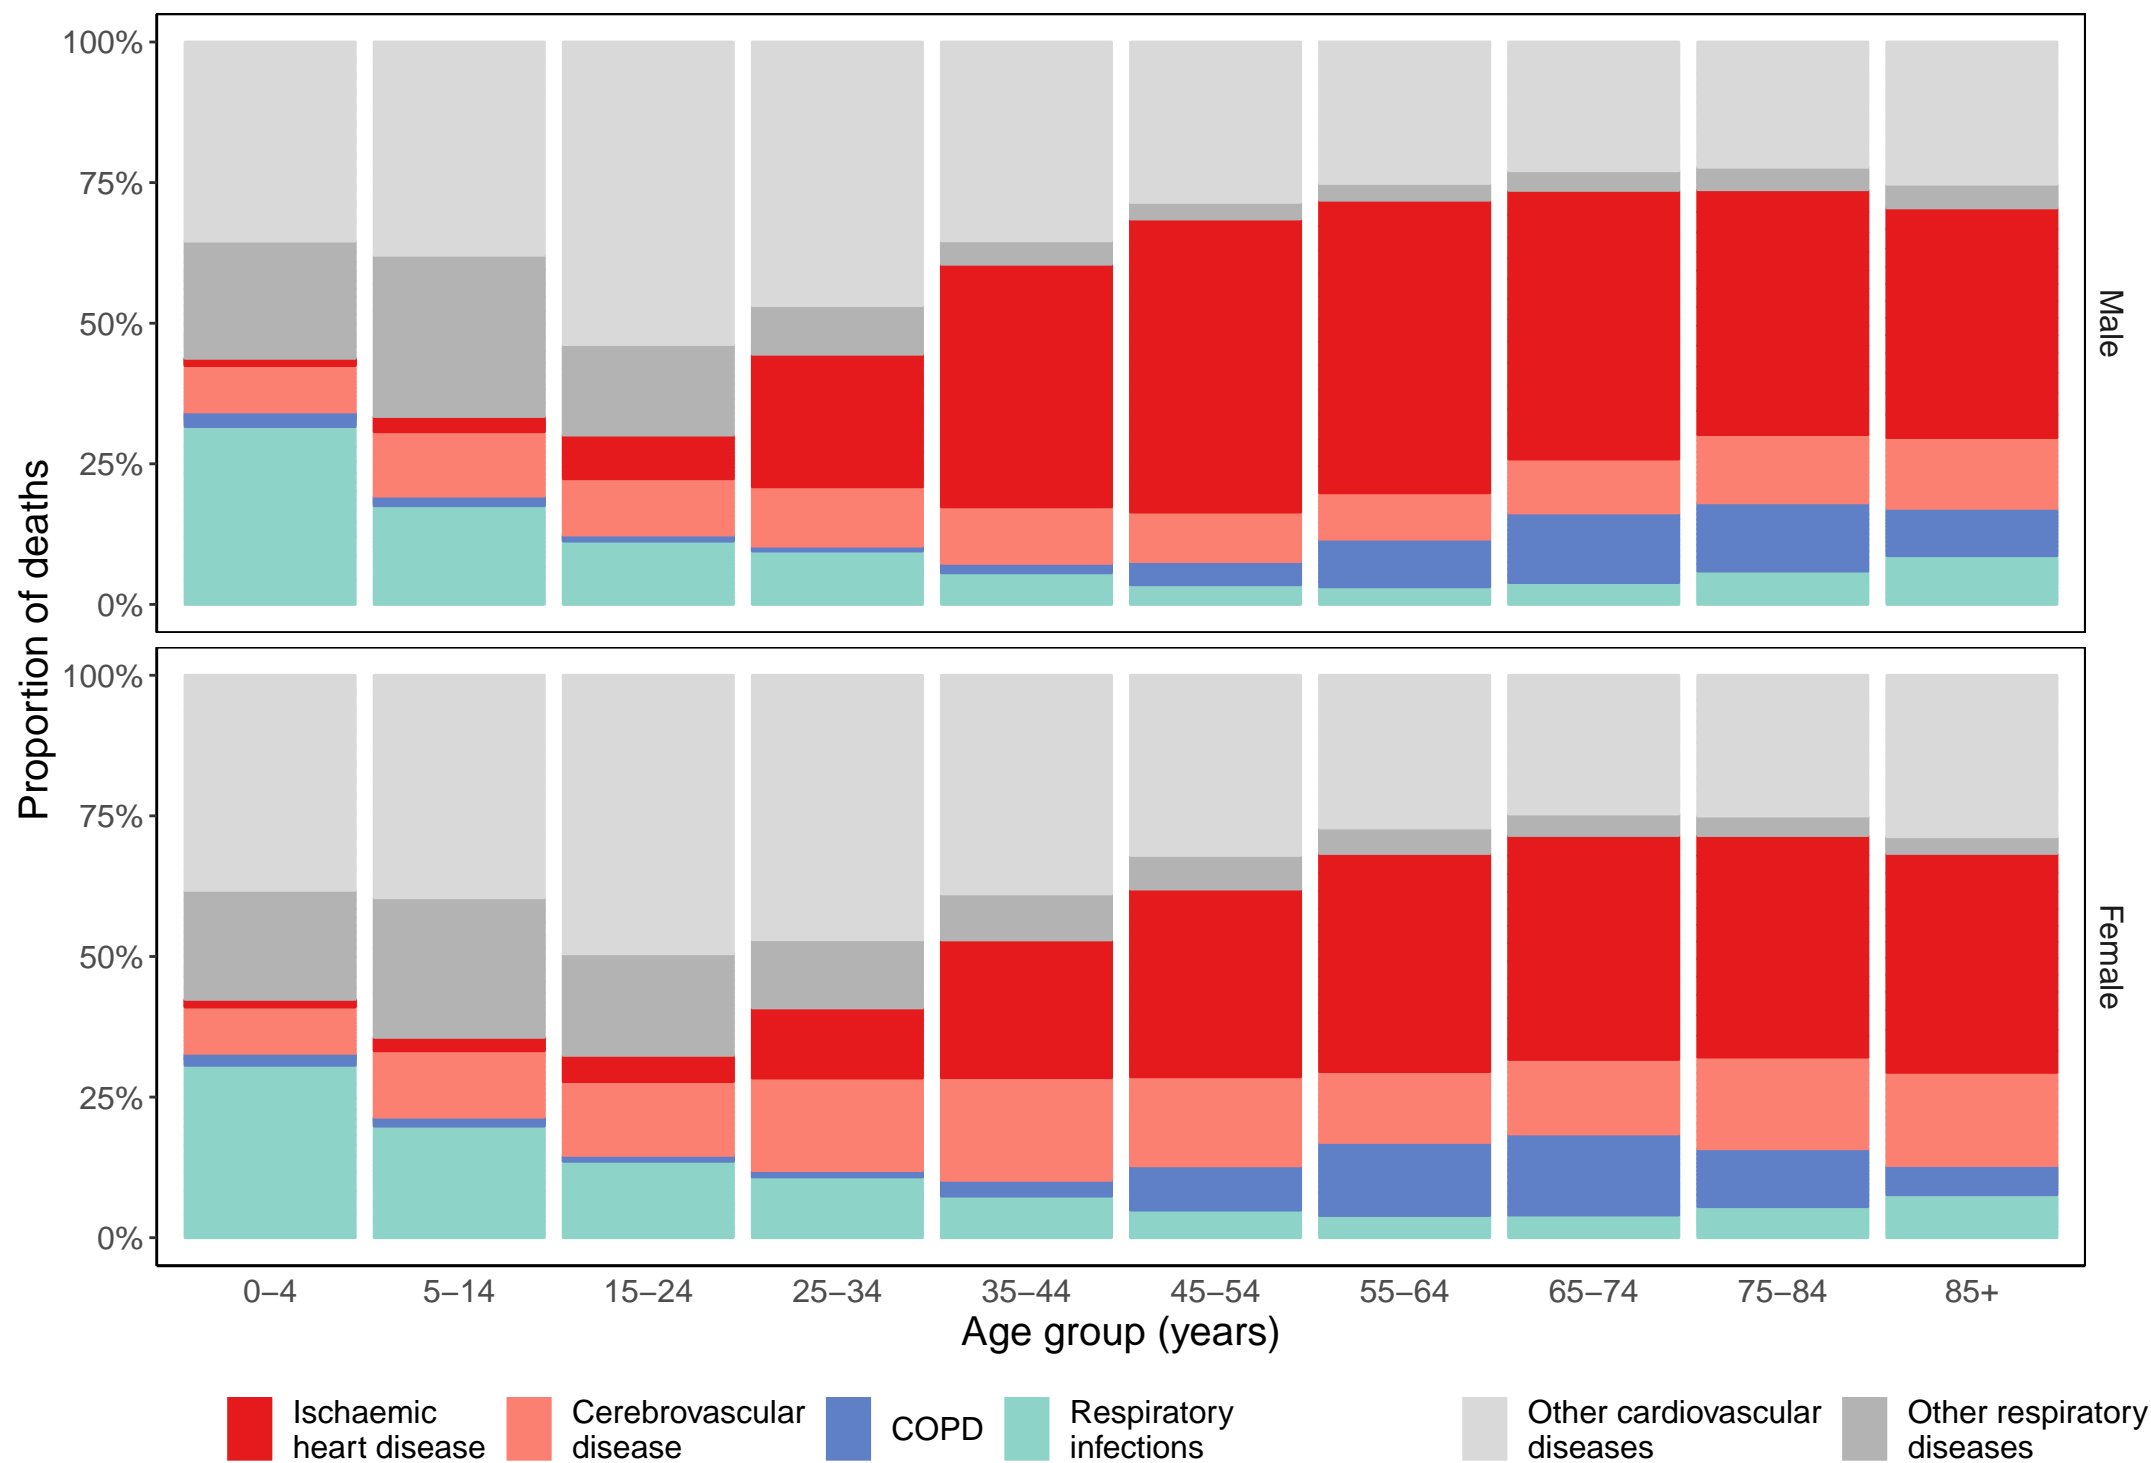 Proportion of deaths
100%
75%
50%
25%
0%
Male
100%
75%
50%
25%
0%
Female
0–4 5–14 15–24 25–34 35–44 45–54 55–64 65–74 75–84 85+
Age group (years)
Ischaemic
heart disease
Cerebrovascular
disease
COPD
Respiratory
infections
Other cardiovascular
diseases
Other respiratory
diseases